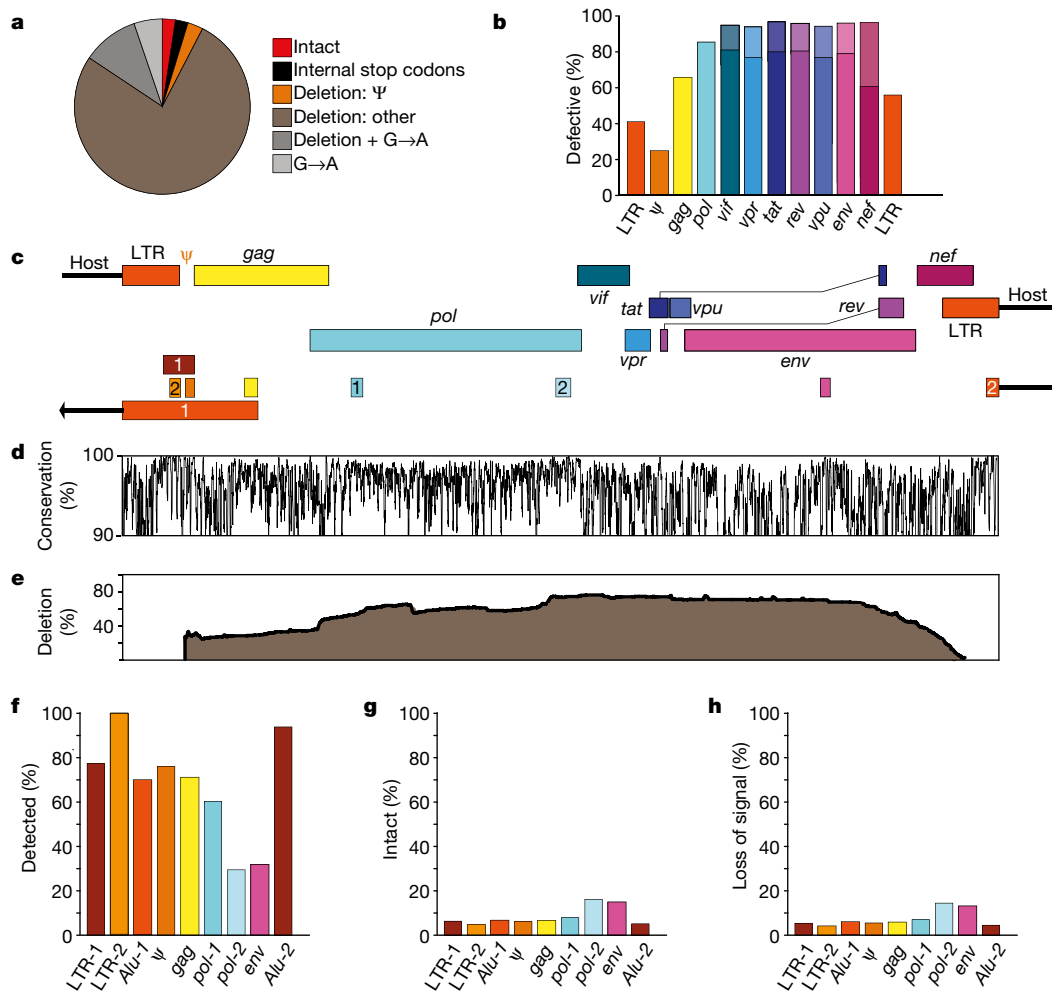 a
Intact
Internal stop codons
Deletion: Ψ
Deletion: other
Deletion + G→A
G→A
b
Defective (%)
100
80
60
40
20
0
LTR
ψ
gag
pol
vif
vpr
tat
rev
vpu
env
nef
LTR
c
Host
LTR
ψ
gag
pol
vif
tat
vpu
vpr
rev
env
nef
LTR
Host
1
2
1
1
2
2
d
Conservation (%)
100
90
e
Deletion (%)
80
40
f
Detected (%)
100
80
60
40
20
0
LTR-1
LTR-2
Alu-1
ψ
gag
pol-1
pol-2
env
Alu-2
g
Intact (%)
100
80
60
40
20
0
LTR-1
LTR-2
Alu-1
ψ
gag
pol-1
pol-2
env
Alu-2
h
Loss of signal (%)
100
80
60
40
20
0
LTR-1
LTR-2
Alu-1
ψ
gag
pol-1
pol-2
env
Alu-2